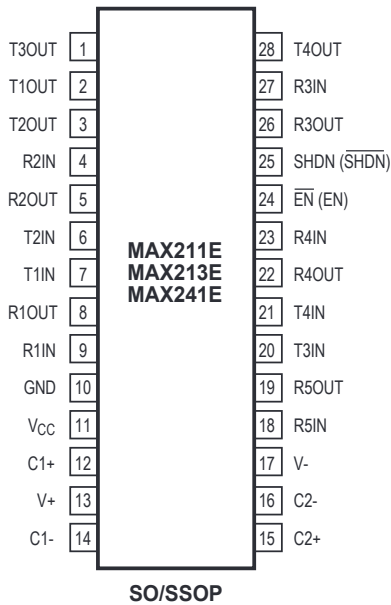 T3OUT 1 28 T4OUT
T1OUT 2 27 R3IN
T2OUT 3 26 R3OUT
R2IN 4 25 SHDN (SHDN)
R2OUT 5 24 EN (EN)
T2IN 6 23 R4IN
T1IN 7 22 R4OUT
R1OUT 8 21 T4IN
R1IN 9 20 T3IN
GND 10 19 R5OUT
VCC 11 18 R5IN
C1+ 12 17 V-
V+ 13 16 C2-
C1- 14 15 C2+
MAX211E
MAX213E
MAX241E
SO/SSOP